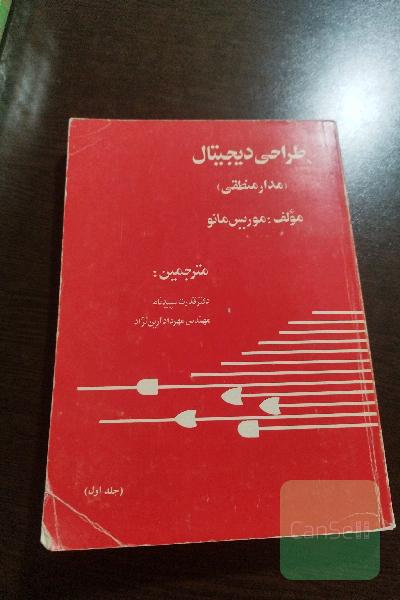 طراحی دیجیتال
(مدار منطقی)
مؤلف: موریس مانو
مترجمین:
دکتر قدرت سپیدنام
مهندس مهرداد آرین نژاد
(جلد اول)
CanSell